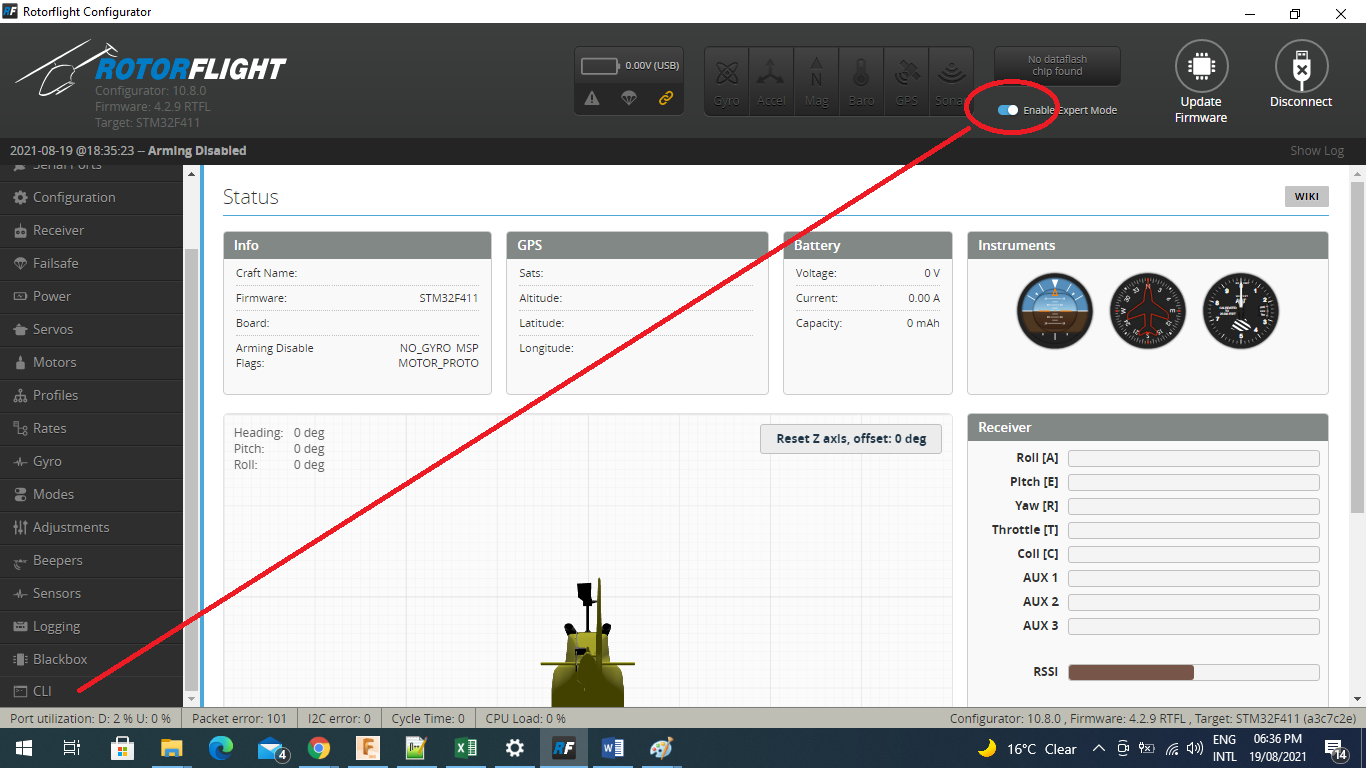 Rotorflight Configurator
ROTORFLIGHT
Configurator: 10.8.0
Firmware: 4.2.9 RTFL
Target: STM32F411
0.00V (USB)
Gyro Accel Mag Baro GPS Sonar
No dataflash
chip found
Enable Expert Mode
Update
Firmware
Disconnect
2021-08-19 @18:35:23 -- Arming Disabled
Show Log
Serial Ports
Configuration
Receiver
Failsafe
Power
Servos
Motors
Profiles
Rates
Gyro
Modes
Adjustments
Beepers
Sensors
Logging
Blackbox
CLI
Status
WIKI
Info
Craft Name:
Firmware: STM32F411
Board:
Arming Disable NO_GYRO MSP
Flags: MOTOR_PROTO
GPS
Sats:
Altitude:
Latitude:
Longitude:
Battery
Voltage: 0 V
Current: 0.00 A
Capacity: 0 mAh
Instruments
Heading: 0 deg
Pitch: 0 deg
Roll: 0 deg
Reset Z axis, offset: 0 deg
Receiver
Roll [A]
Pitch [E]
Yaw [R]
Throttle [T]
Coll [C]
AUX 1
AUX 2
AUX 3
RSSI
Port utilization: D: 2 % U: 0 % Packet error: 101 I2C error: 0 Cycle Time: 0 CPU Load: 0 %
Configurator: 10.8.0 , Firmware: 4.2.9 RTFL , Target: STM32F411 (a3c7c2e)
4
RF
16°C Clear
ENG
INTL
06:36 PM
19/08/2021
14